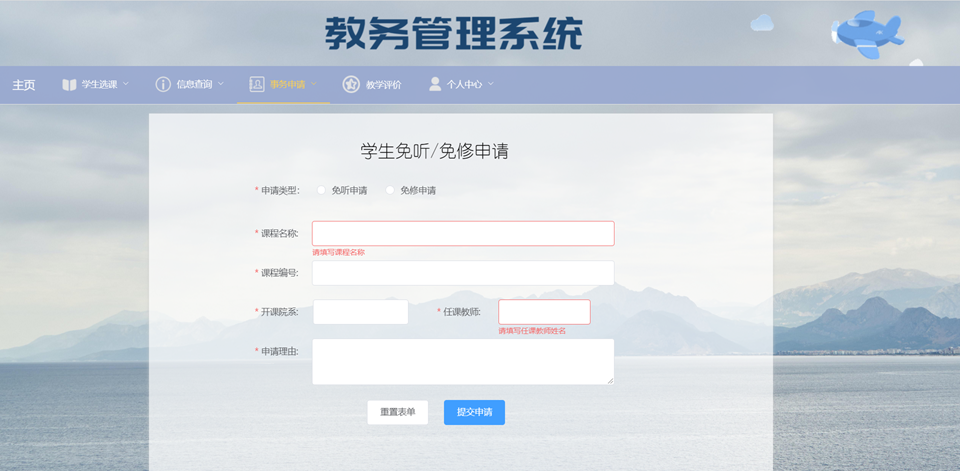 教务管理系统
主页 学生选课 信息查询 事务申请 教学评价 个人中心
学生免听/免修申请
* 申请类型: 免听申请 免修申请
* 课程名称:
请填写课程名称
* 课程编号:
* 开课院系: * 任课教师:
请填写任课教师姓名
* 申请理由:
重置表单 提交申请